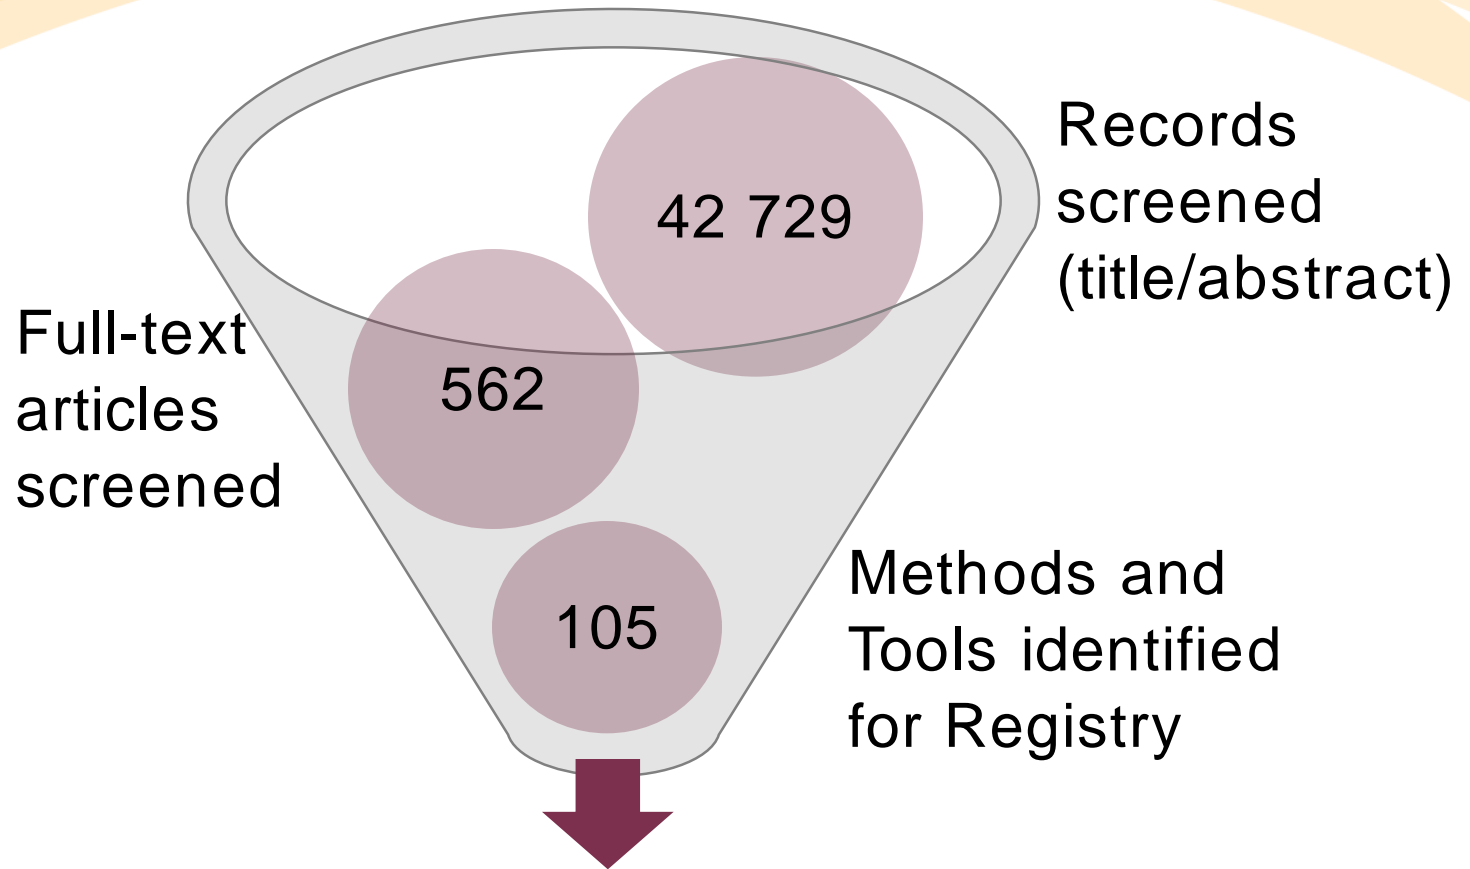 42 729
Records
screened
(title/abstract)
Full-text
articles
screened
562
105
Methods and
Tools identified
for Registry